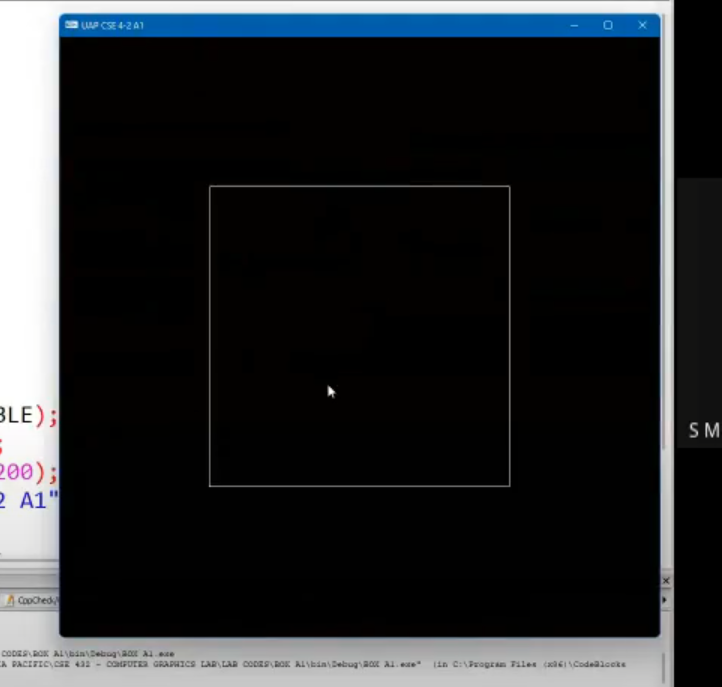 UAP CSE 4-2 A1
BLE);
;
200);
2 A1"
S M
CppCheck/
CODES\BOX A1\bin\Debug\BOX A1.exe
A PACIFIC\CSE 432 - COMPUTER GRAPHICS LAB\LAB CODES\BOX A1\bin\Debug\BOX A1.exe" (in C:\Program Files (x86)\CodeBlocks